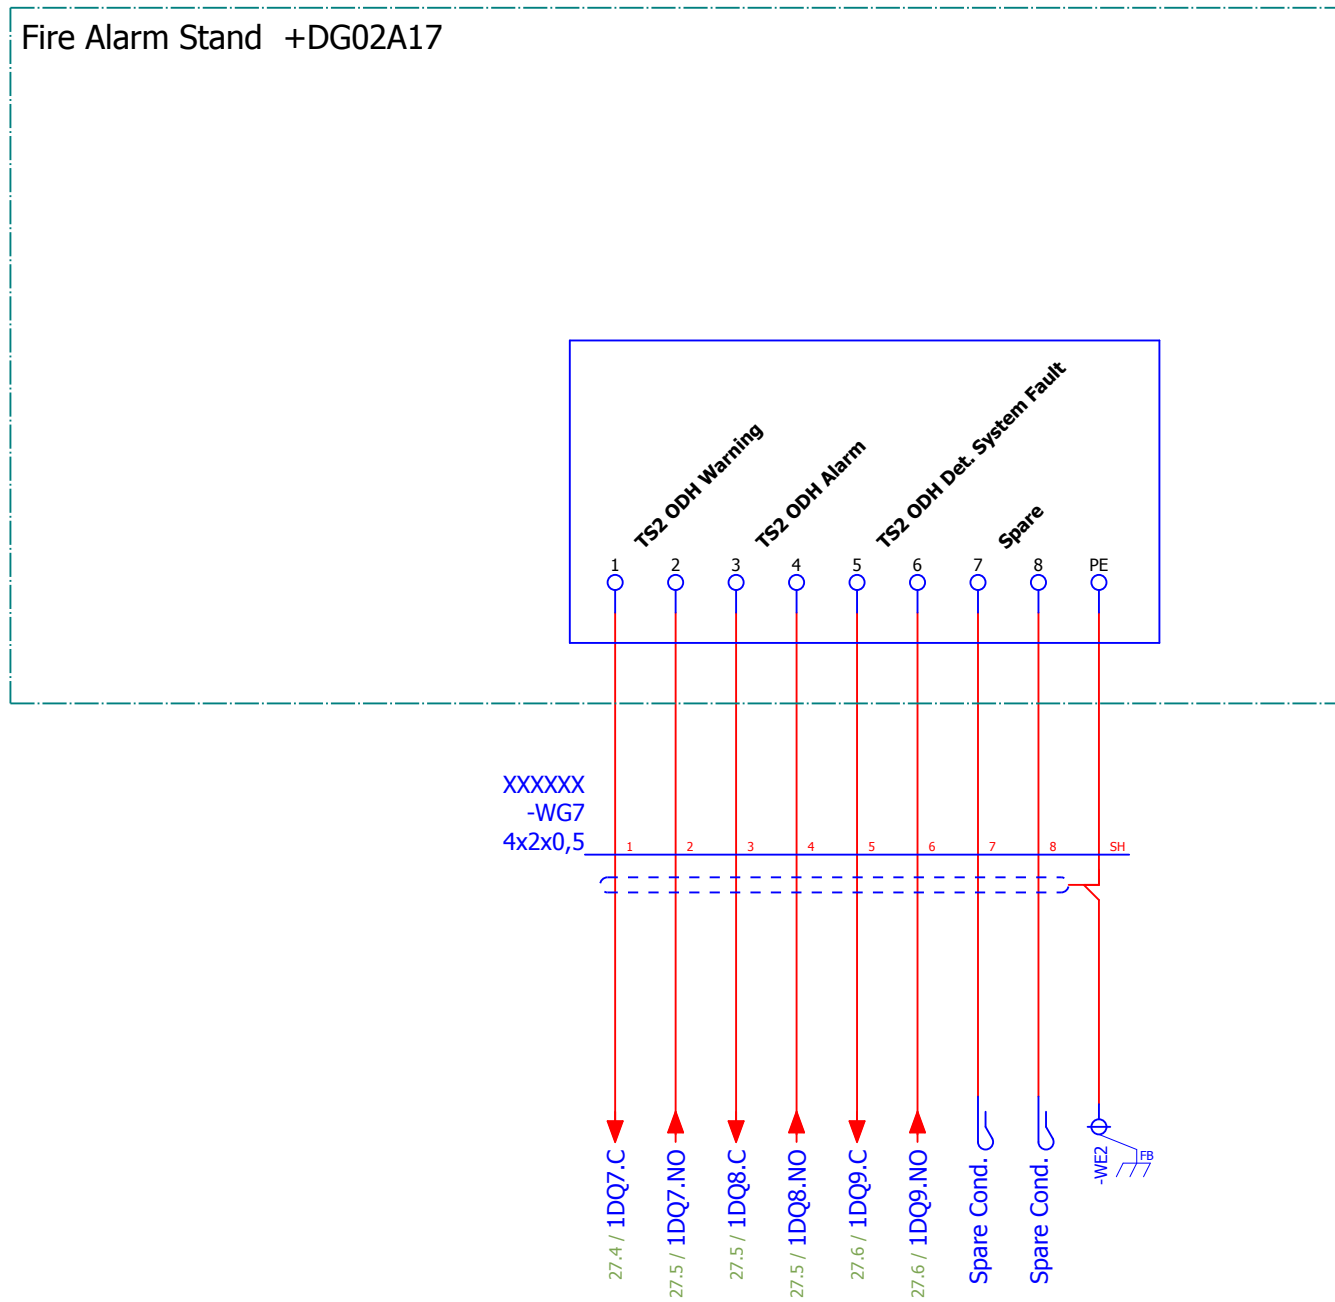 Fire Alarm Stand +DG02A17
TS2 ODH Warning
TS2 ODH Alarm
TS2 ODH Det. System Fault
Spare
1
2
3
4
5
6
7
8
PE
XXXXXX
-WG7
4x2x0,5
1
2
3
4
5
6
7
8
SH
27.4 / 1DQ7.C
27.5 / 1DQ7.NO
27.5 / 1DQ8.C
27.5 / 1DQ8.NO
27.6 / 1DQ9.C
27.6 / 1DQ9.NO
Spare Cond.
Spare Cond.
-WE2
FB